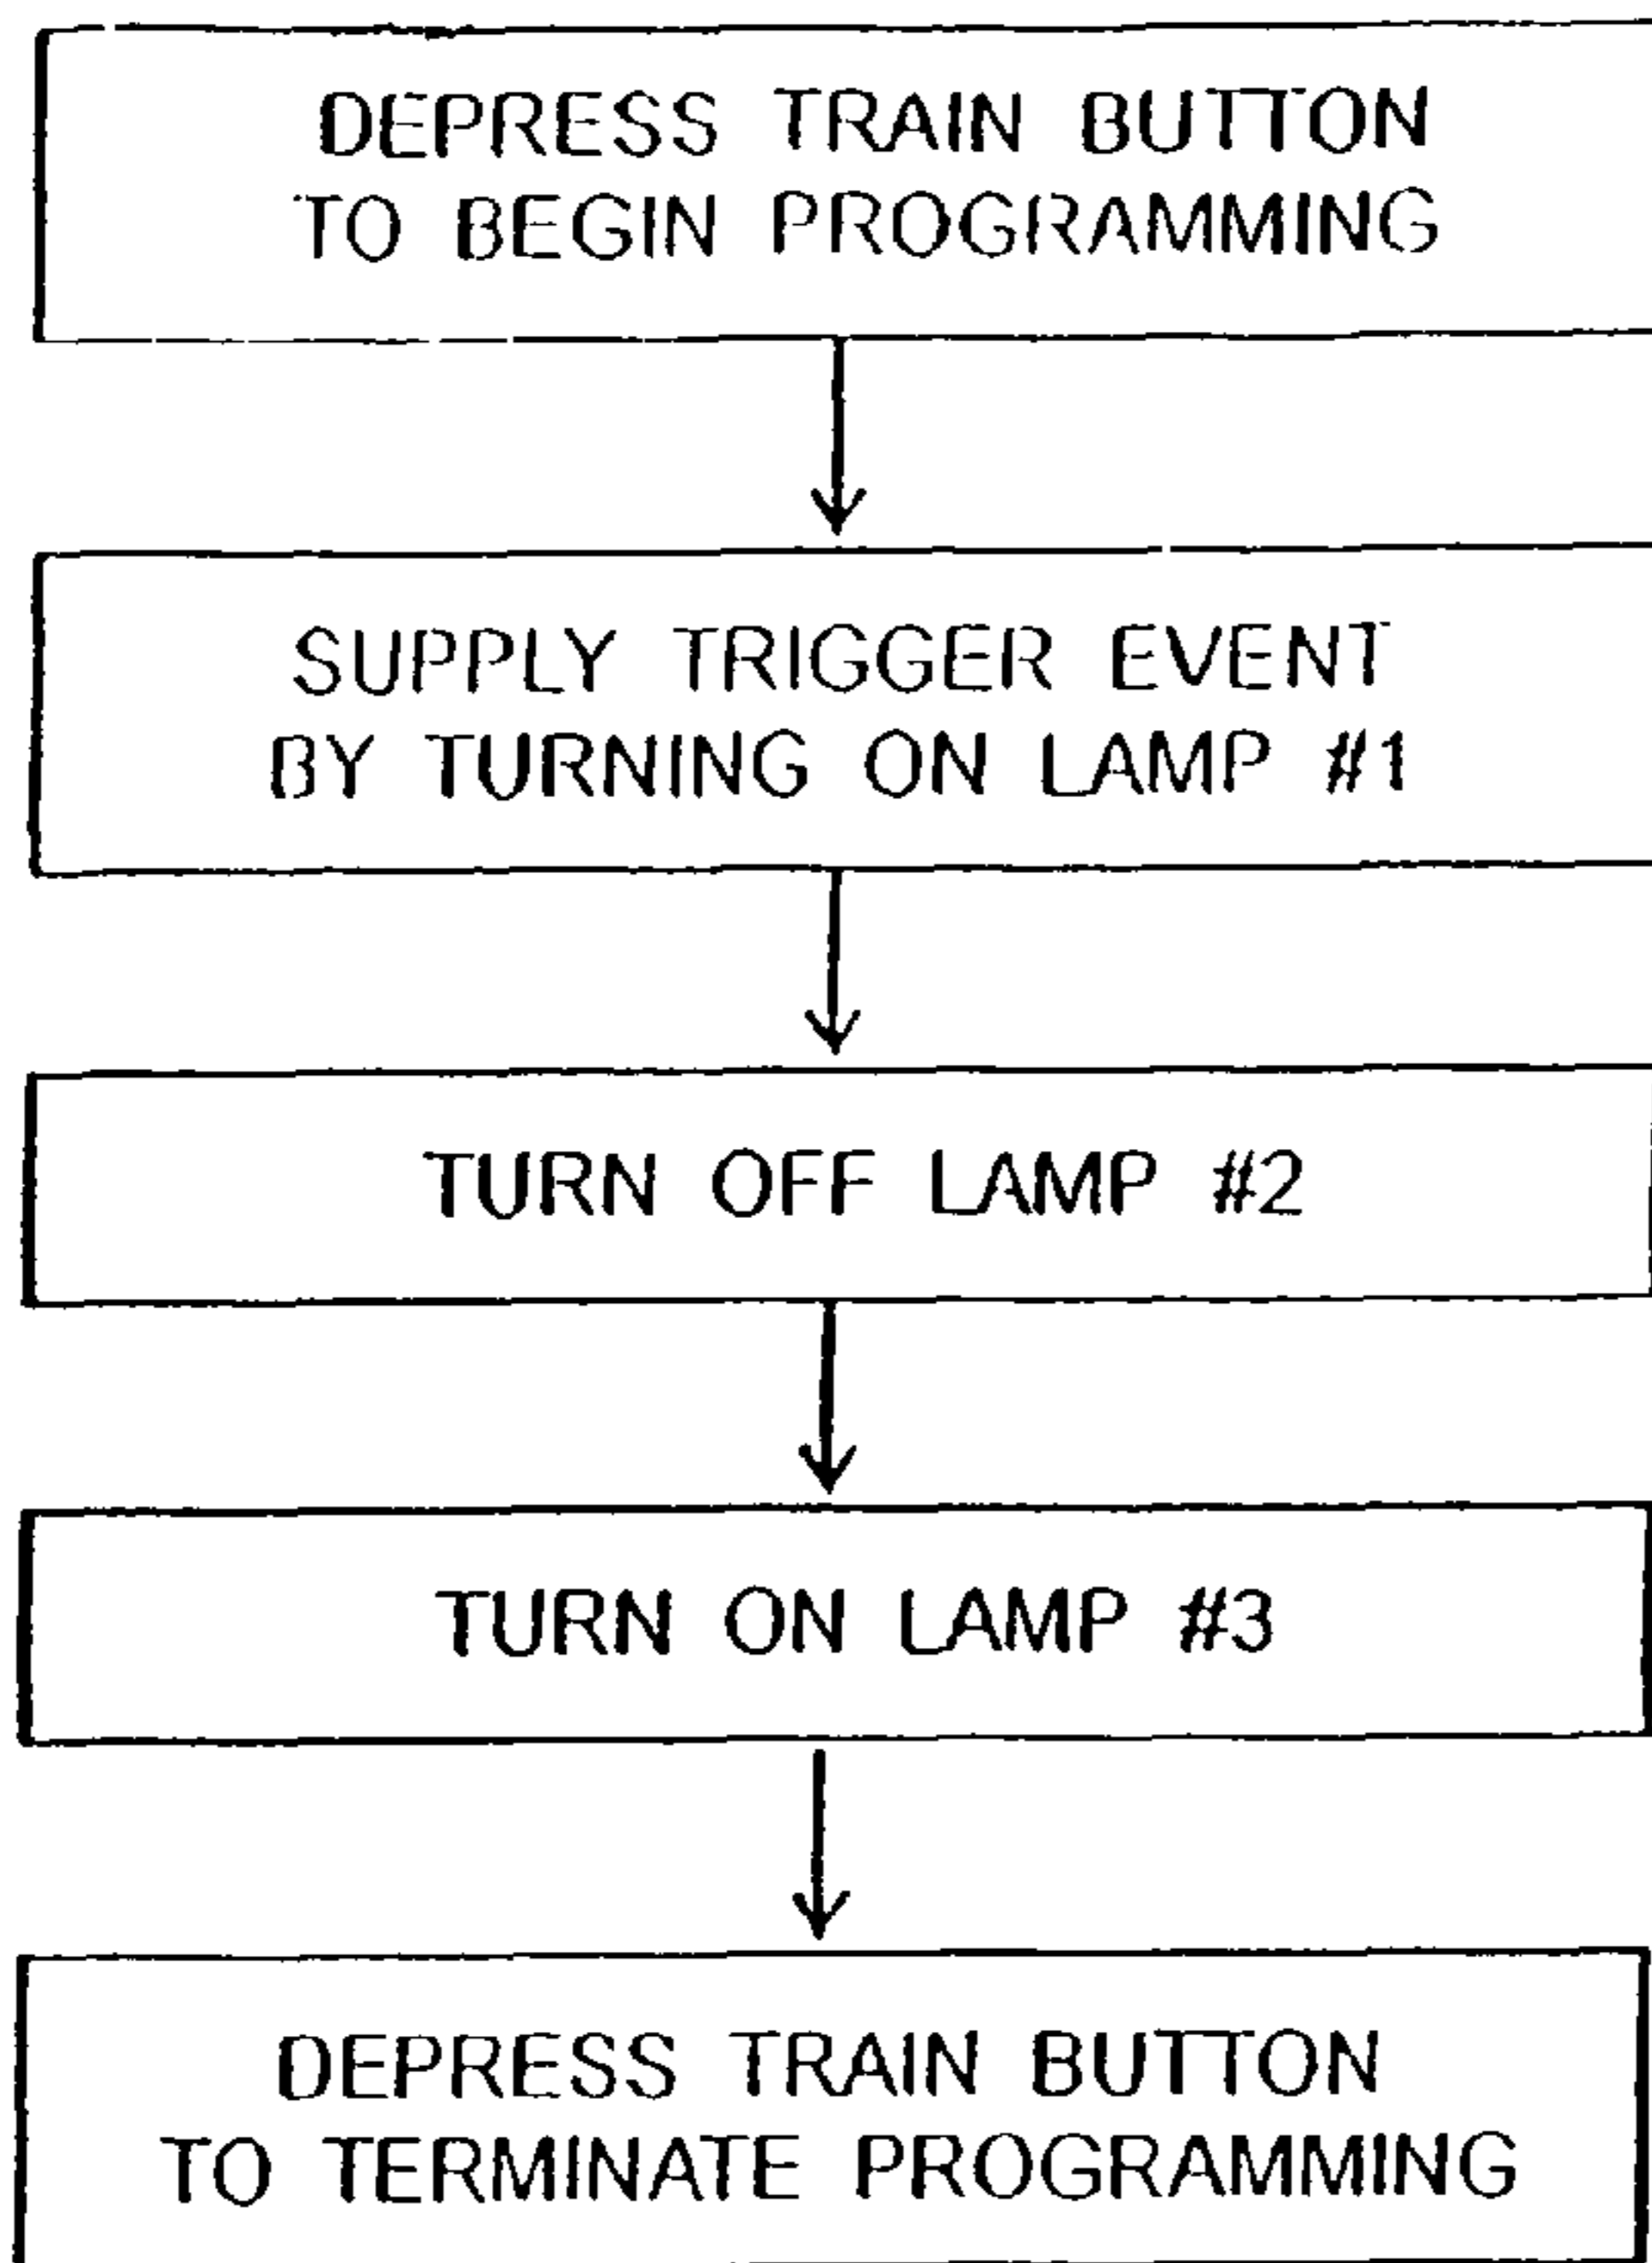 DEPRESS TRAIN BUTTON
TO BEGIN PROGRAMMING
SUPPLY TRIGGER EVENT
BY TURNING ON LAMP #1
TURN OFF LAMP #2
TURN ON LAMP #3
DEPRESS TRAIN BUTTON
TO TERMINATE PROGRAMMING